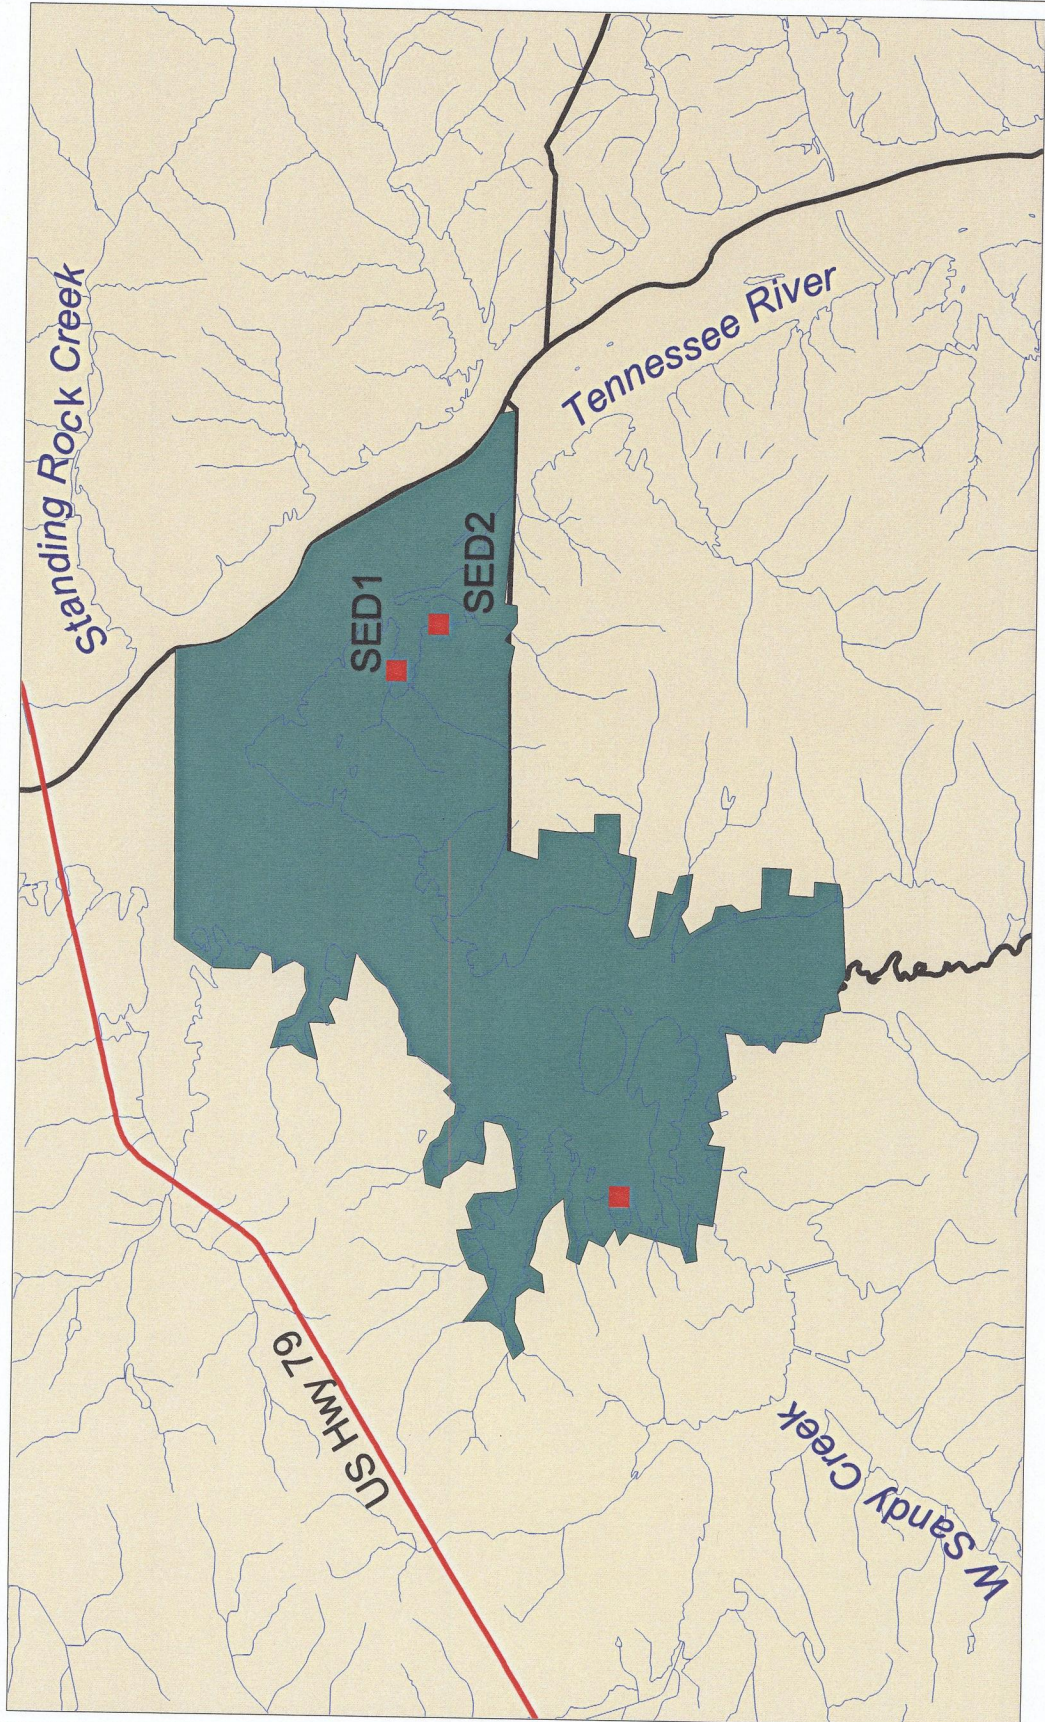 Standing Rock Creek
Tennessee River
SED1
SED2
US Hwy 79
W Sandy Creek